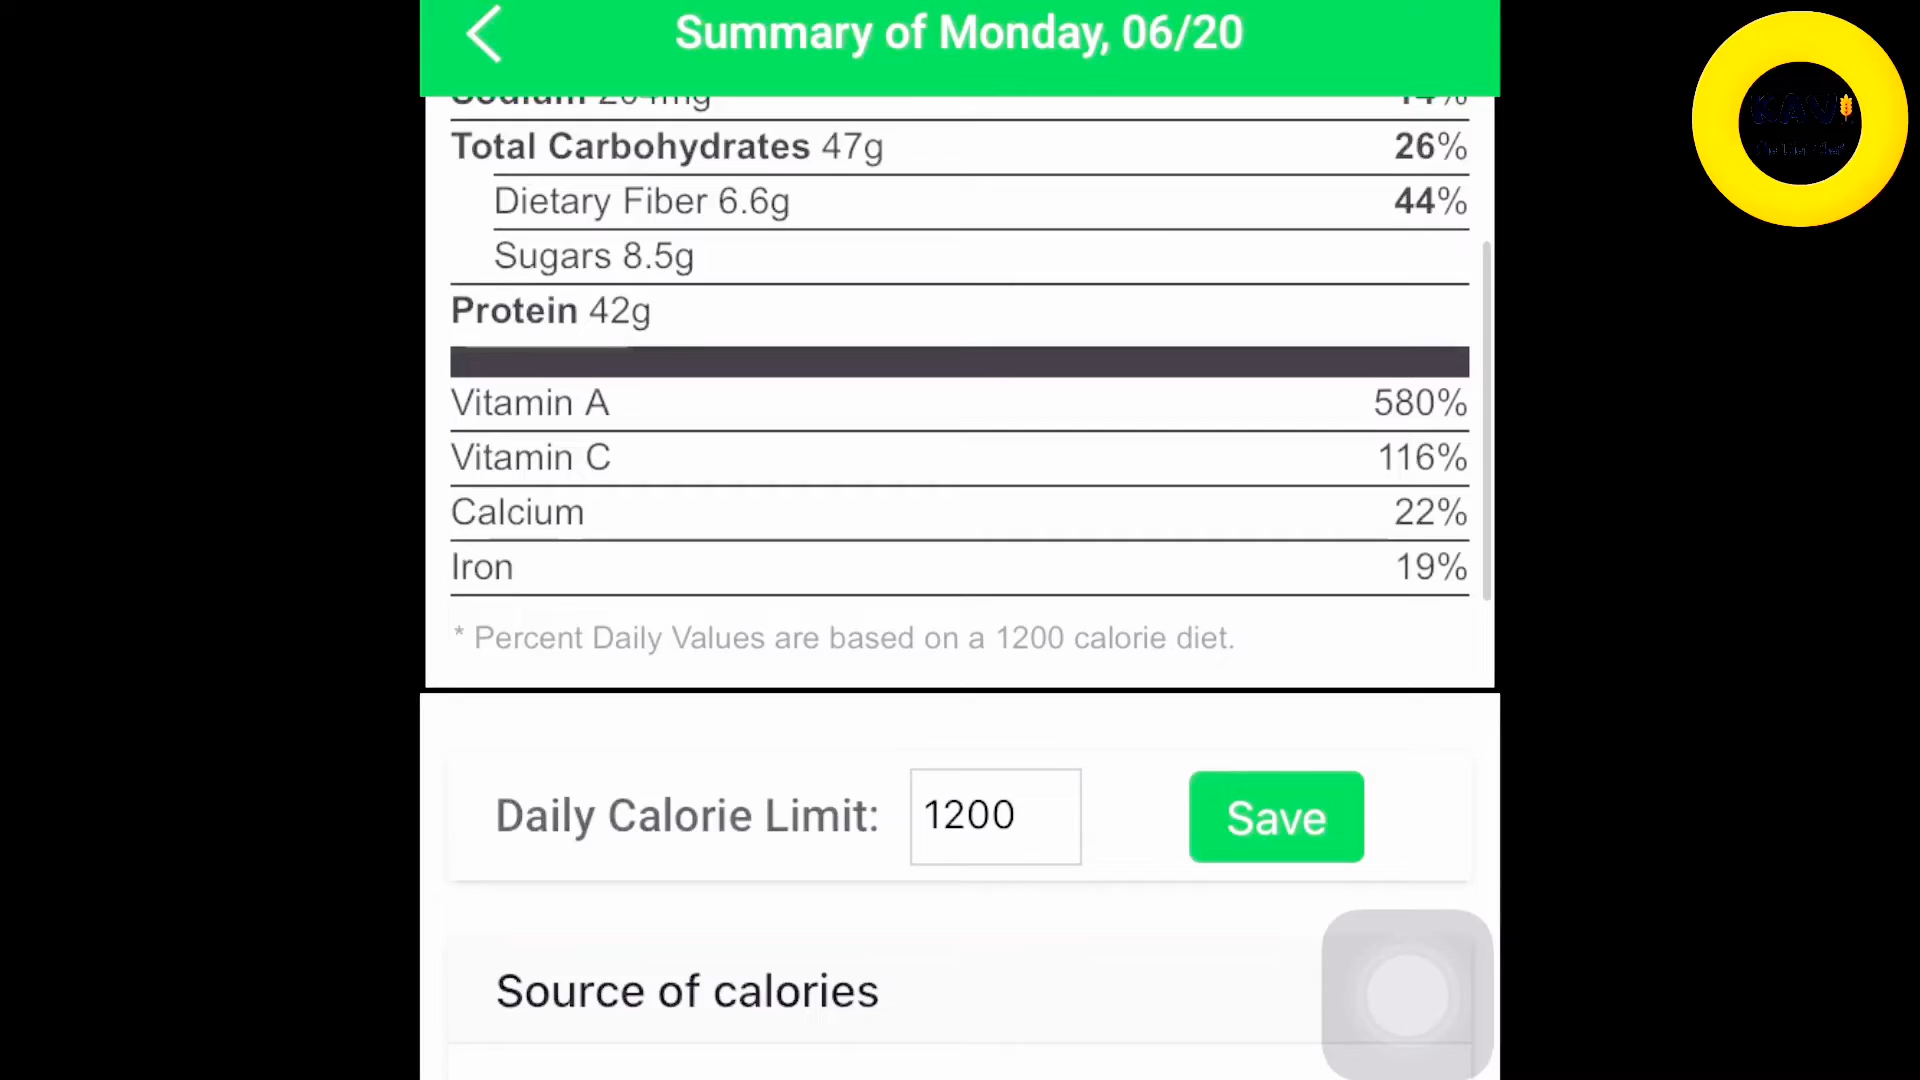 Summary of Monday, 06/20
Total Carbohydrates 47g 26%
Dietary Fiber 6.6g 44%
Sugars 8.5g
Protein 42g
Vitamin A 580%
Vitamin C 116%
Calcium 22%
Iron 19%
* Percent Daily Values are based on a 1200 calorie diet.
Daily Calorie Limit: 1200 Save
Source of calories
KAVI